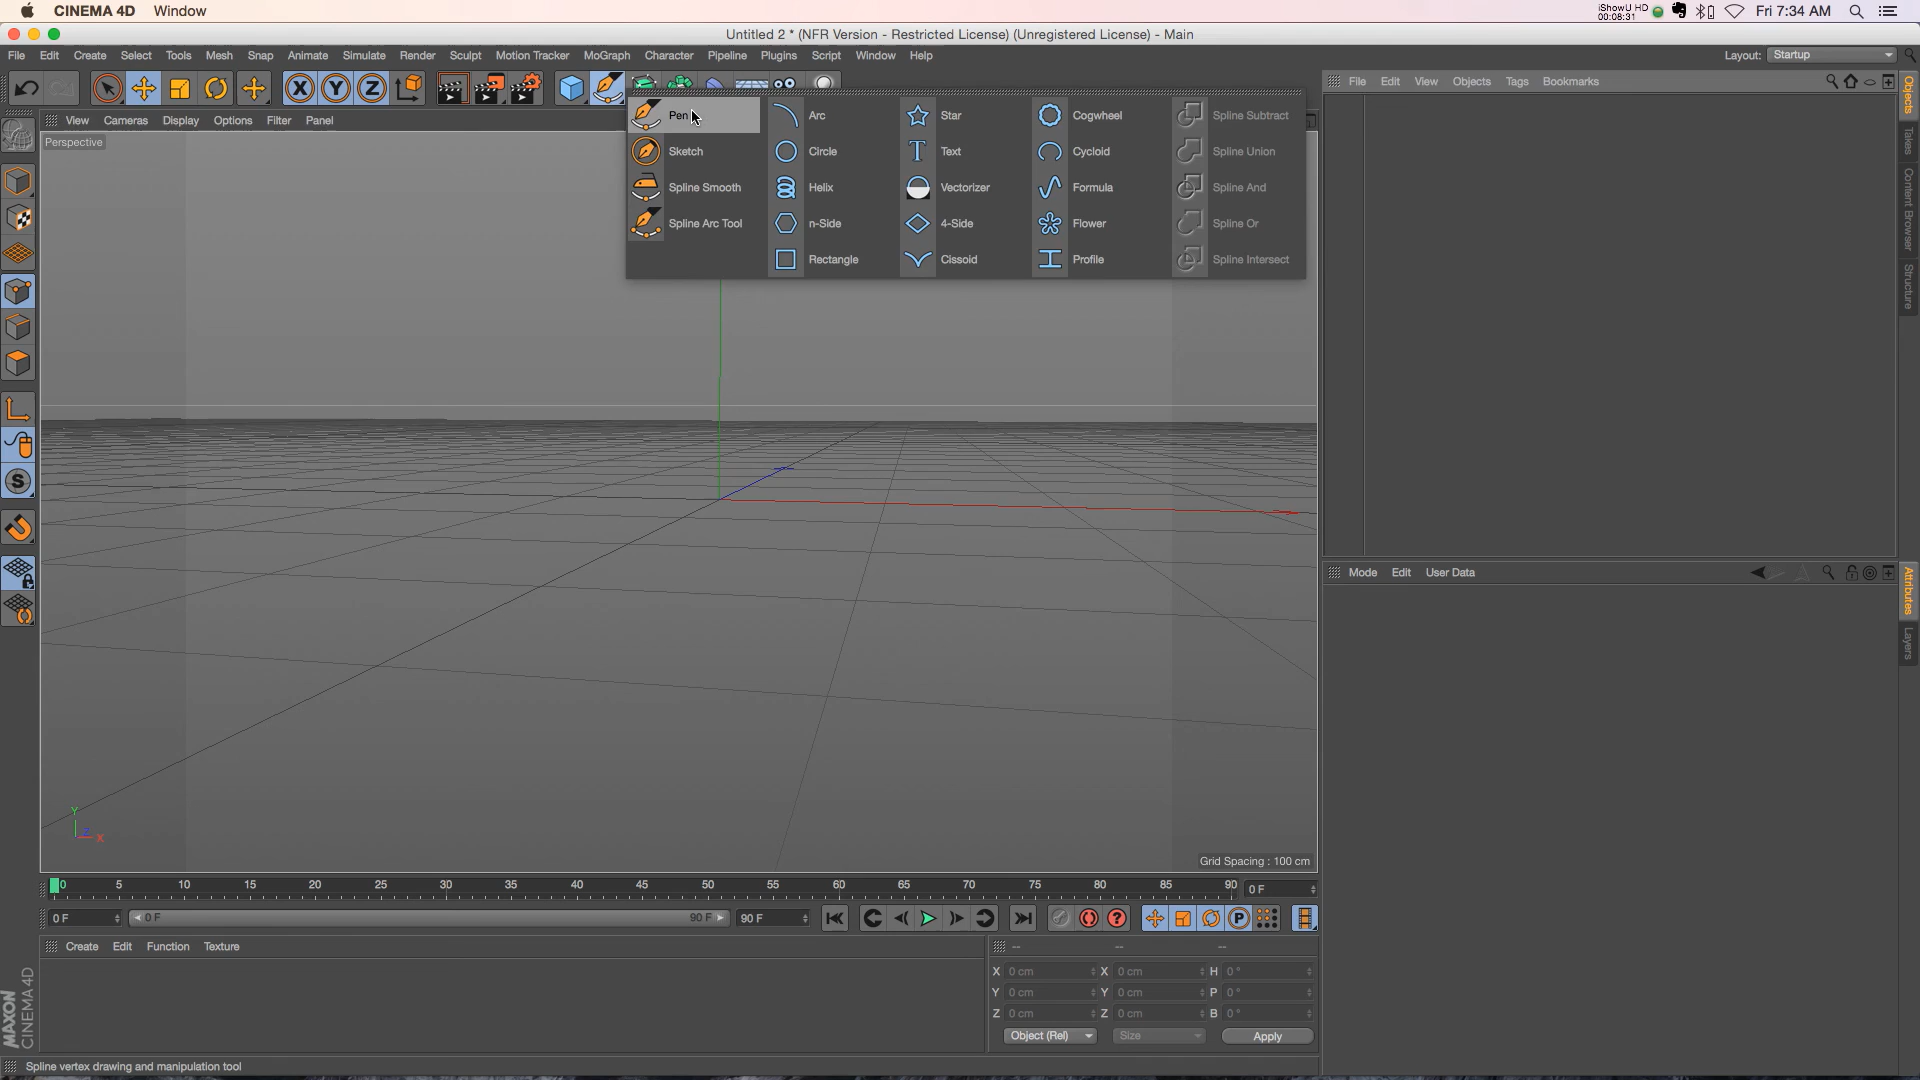 CINEMA 4D Window
iShowU HD
00:08:31
Fri 7:34 AM
Untitled 2 * (NFR Version - Restricted License) (Unregistered License) - Main
File Edit Create Select Tools Mesh Snap Animate Simulate Render Sculpt Motion Tracker MoGraph Character Pipeline Plugins Script Window Help
Layout: Startup
X Y Z
File Edit View Objects Tags Bookmarks
View Cameras Display Options Filter Panel
Perspective
Pen Arc Star Cogwheel Spline Subtract
Sketch Circle Text Cycloid Spline Union
Spline Smooth Helix Vectorizer Formula Spline And
Spline Arc Tool n-Side 4-Side Flower Spline Or
Rectangle Cissoid Profile Spline Intersect
Objects
Takes
Content Browser
Structure
Mode Edit User Data
Attributes
Layers
S
Y
Z
X
Grid Spacing : 100 cm
0 5 10 15 20 25 30 35 40 45 50 55 60 65 70 75 80 85 90 0 F
0 F 0 F 90 F 90 F
? P
Create Edit Function Texture
-- -- --
X 0 cm X 0 cm H 0 °
Y 0 cm Y 0 cm P 0 °
Z 0 cm Z 0 cm B 0 °
Object (Rel) Size Apply
MAXON
CINEMA 4D
Spline vertex drawing and manipulation tool